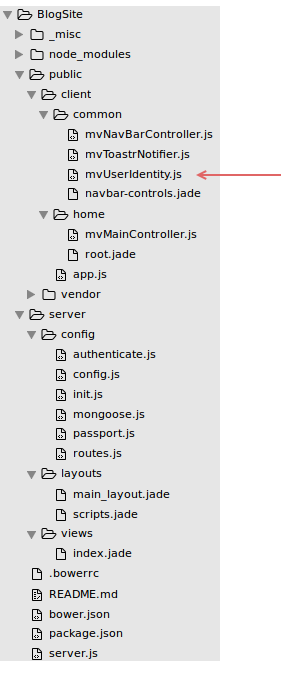 BlogSite
_misc
node_modules
public
client
common
mvNavBarController.js
mvToastrNotifier.js
mvUserIdentity.js
navbar-controls.jade
home
mvMainController.js
root.jade
app.js
vendor
server
config
authenticate.js
config.js
init.js
mongoose.js
passport.js
routes.js
layouts
main_layout.jade
scripts.jade
views
index.jade
.bowerrc
README.md
bower.json
package.json
server.js